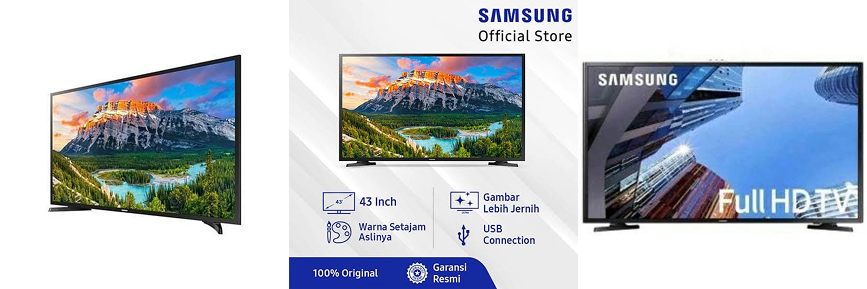 SAMSUNG
Official Store
43"
43 Inch
Gambar
Lebih Jernih
Warna Setajam
Aslinya
USB
Connection
100% Original
Garansi
Resmi
SAMSUNG
Full HD TV